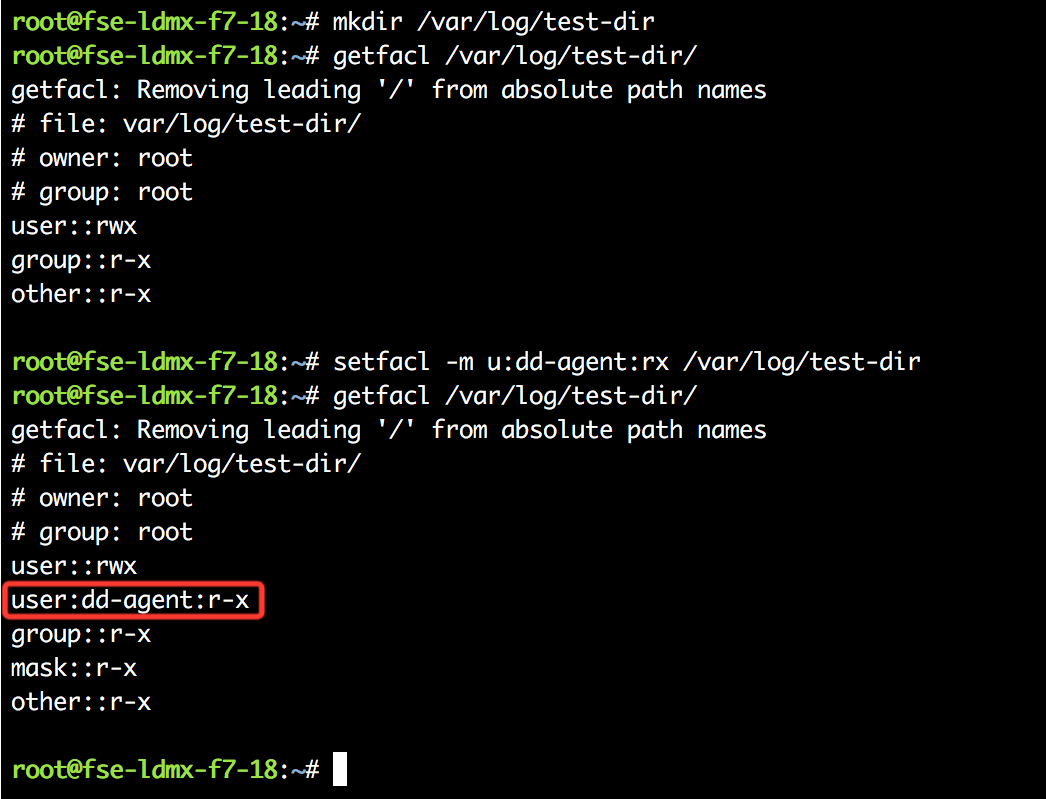 root@fse-ldmx-f7-18:~# mkdir /var/log/test-dir
root@fse-ldmx-f7-18:~# getfacl /var/log/test-dir/
getfacl: Removing leading '/' from absolute path names
# file: var/log/test-dir/
# owner: root
# group: root
user::rwx
group::r-x
other::r-x
root@fse-ldmx-f7-18:~# setfacl -m u:dd-agent:rx /var/log/test-dir
root@fse-ldmx-f7-18:~# getfacl /var/log/test-dir/
getfacl: Removing leading '/' from absolute path names
# file: var/log/test-dir/
# owner: root
# group: root
user::rwx
user:dd-agent:r-x
group::r-x
mask::r-x
other::r-x
root@fse-ldmx-f7-18:~#